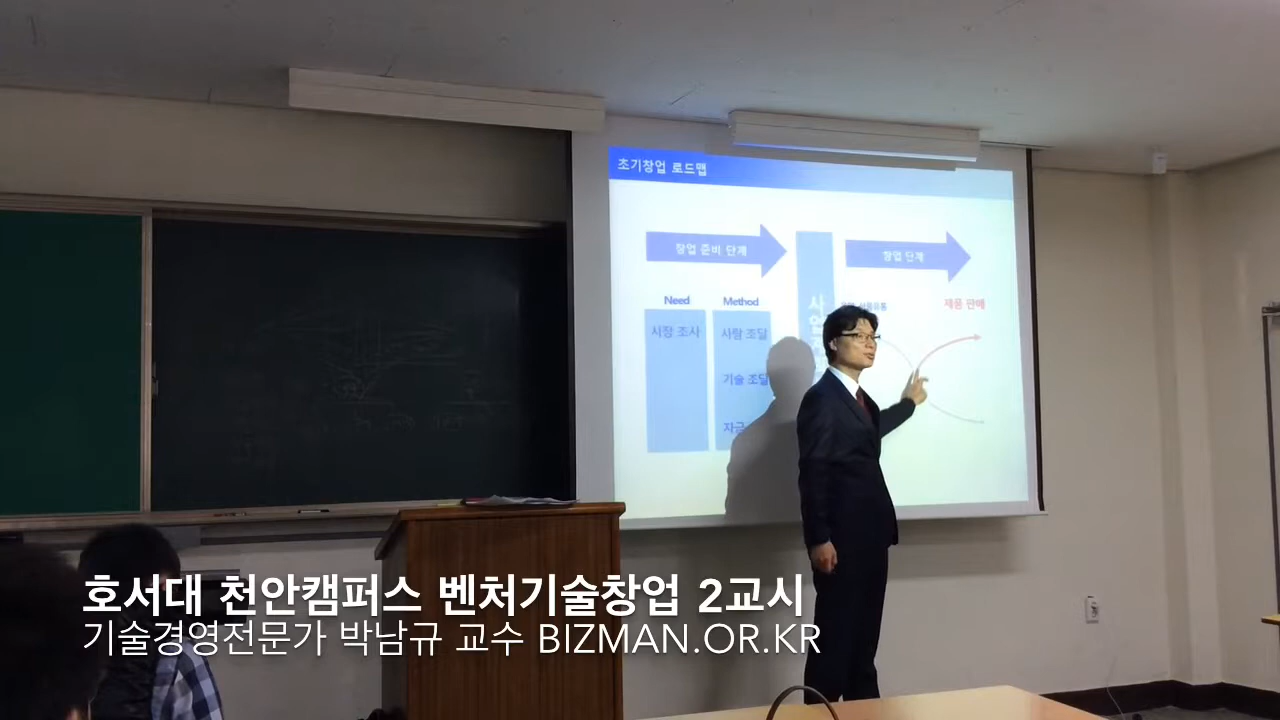 초기창업 로드맵
창업 준비 단계
창업 단계
Need
Method
제품 판매
시장 조사
사람 조달
기술 조달
자금
호서대 천안캠퍼스 벤처기술창업 2교시
기술경영전문가 박남규 교수 BIZMAN.OR.KR